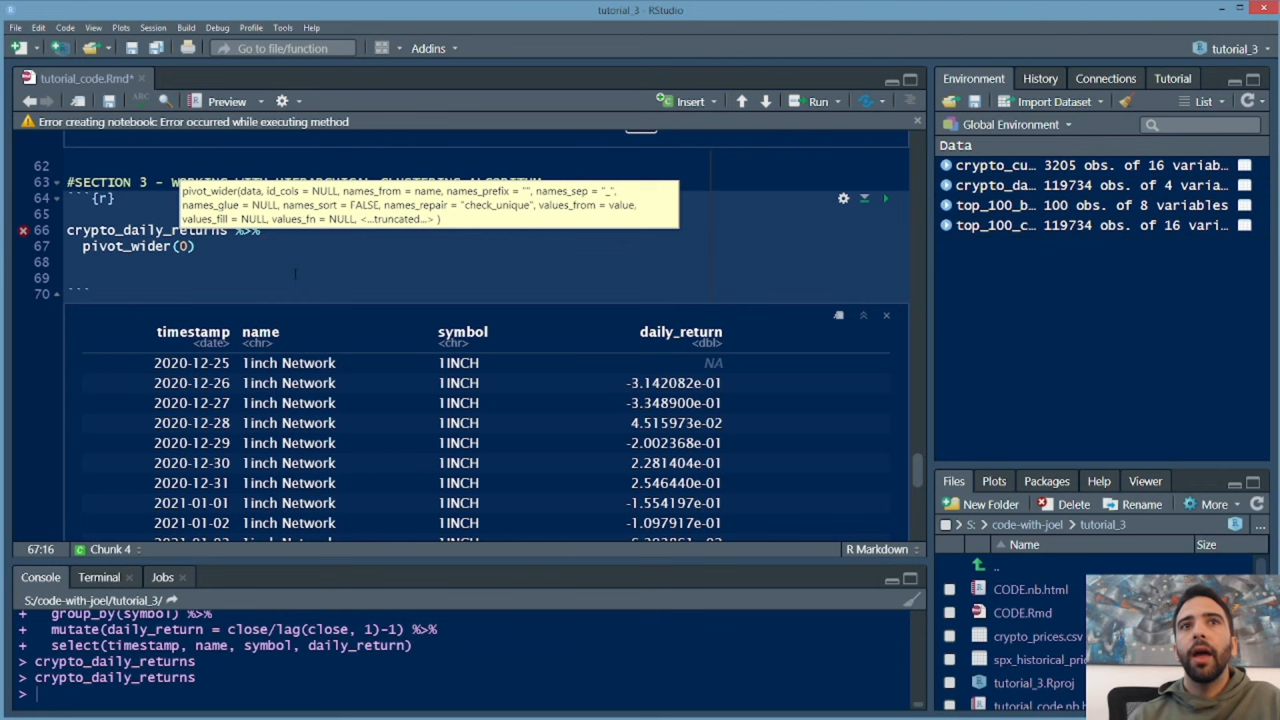 tutorial_3 - RStudio
File Edit Code View Plots Session Build Debug Profile Tools Help
Go to file/function Addins tutorial_3
tutorial_code.Rmd*
ABC Preview Insert Run
Error creating notebook: Error occurred while executing method
62
63 #SECTION 3 - WORKING WITH HIERARCHICAL CLUSTERING ALGORITHM
64 ```{r}
pivot_wider(data, id_cols = NULL, names_from = name, names_prefix = "", names_sep = "_",
names_glue = NULL, names_sort = FALSE, names_repair = "check_unique", values_from = value,
values_fill = NULL, values_fn = NULL, <...truncated...> )
65
66 crypto_daily_returns %>%
67 pivot_wider(0)
68
69
70 ```
timestamp name symbol daily_return
<date> <chr> <chr> <dbl>
2020-12-25 1inch Network 1INCH NA
2020-12-26 1inch Network 1INCH -3.142082e-01
2020-12-27 1inch Network 1INCH -3.348900e-01
2020-12-28 1inch Network 1INCH 4.515973e-02
2020-12-29 1inch Network 1INCH -2.002368e-01
2020-12-30 1inch Network 1INCH 2.281404e-01
2020-12-31 1inch Network 1INCH 2.546440e-01
2021-01-01 1inch Network 1INCH -1.554197e-01
2021-01-02 1inch Network 1INCH -1.097917e-01
67:16 Chunk 4 R Markdown
Console Terminal Jobs
S:/code-with-joel/tutorial_3/
+ group_by(symbol) %>%
+ mutate(daily_return = close/lag(close, 1)-1) %>%
+ select(timestamp, name, symbol, daily_return)
> crypto_daily_returns
> crypto_daily_returns
>
Environment History Connections Tutorial
Import Dataset List
Global Environment
Data
crypto_cu… 3205 obs. of 16 variab…
crypto_da… 119734 obs. of 4 variab…
top_100_b… 100 obs. of 8 variables
top_100_c… 119734 obs. of 16 vari…
Files Plots Packages Help Viewer
New Folder Delete Rename More
S: code-with-joel tutorial_3 ...
Name Size
..
CODE.nb.html
CODE.Rmd
crypto_prices.csv
spx_historical_pri
tutorial_3.Rproj
tutorial_code.nb.h